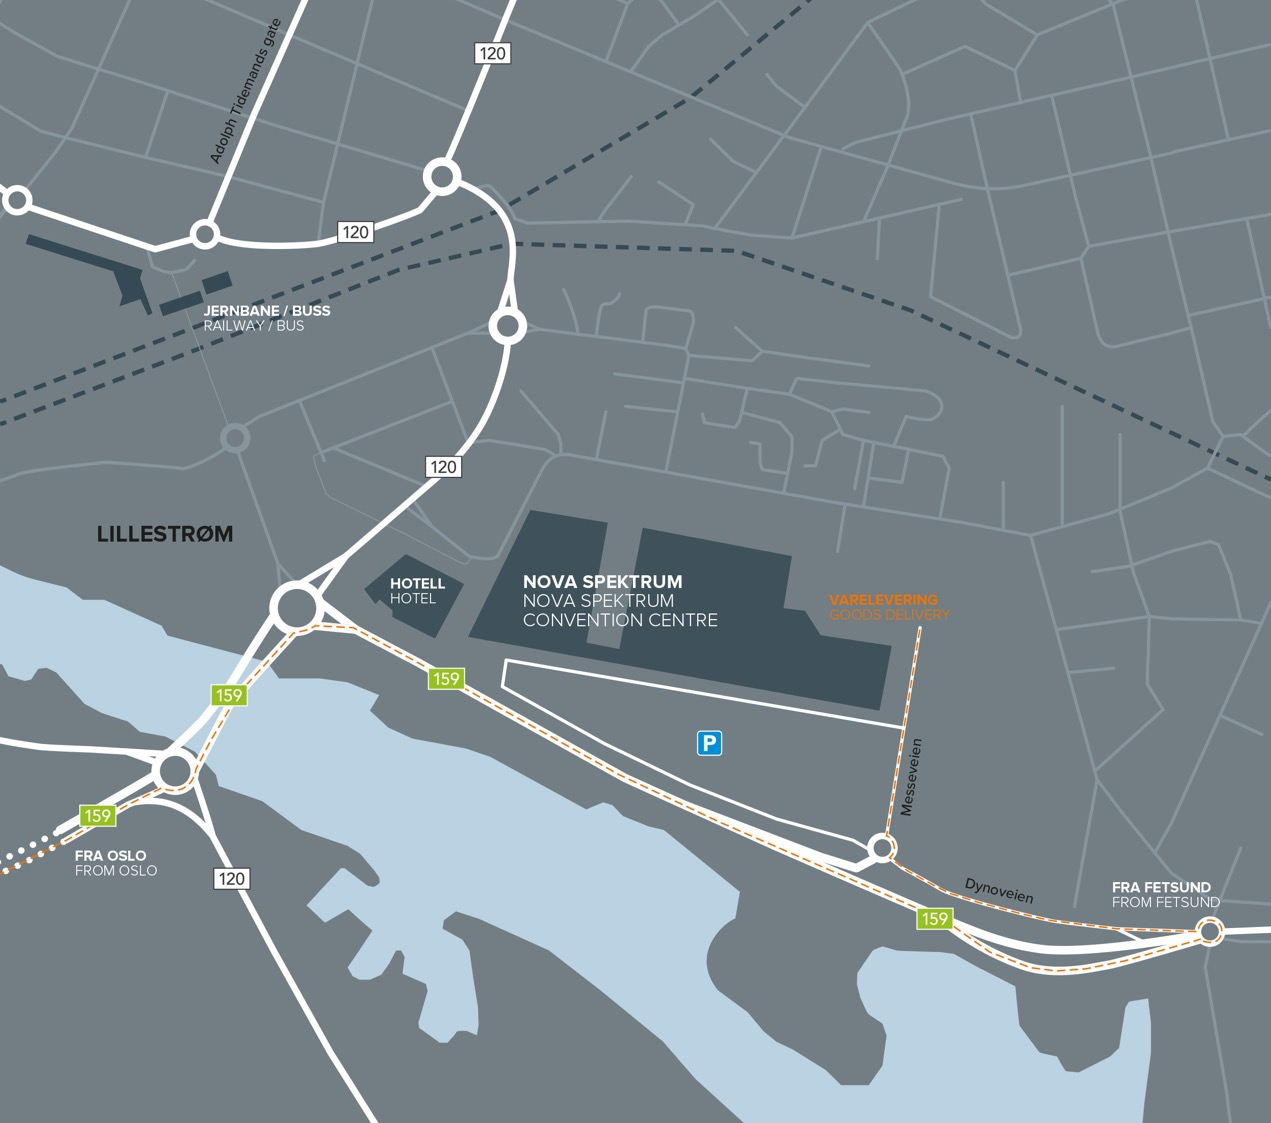 Adolph Tidemands gate
120
120
JERNBANE / BUSS
RAILWAY / BUS
120
LILLESTRØM
HOTELL
HOTEL
NOVA SPEKTRUM
NOVA SPEKTRUM
CONVENTION CENTRE
VARELEVERING
GOODS DELIVERY
159
159
P
Messeveien
159
FRA OSLO
FROM OSLO
120
Dynoveien
FRA FETSUND
FROM FETSUND
159